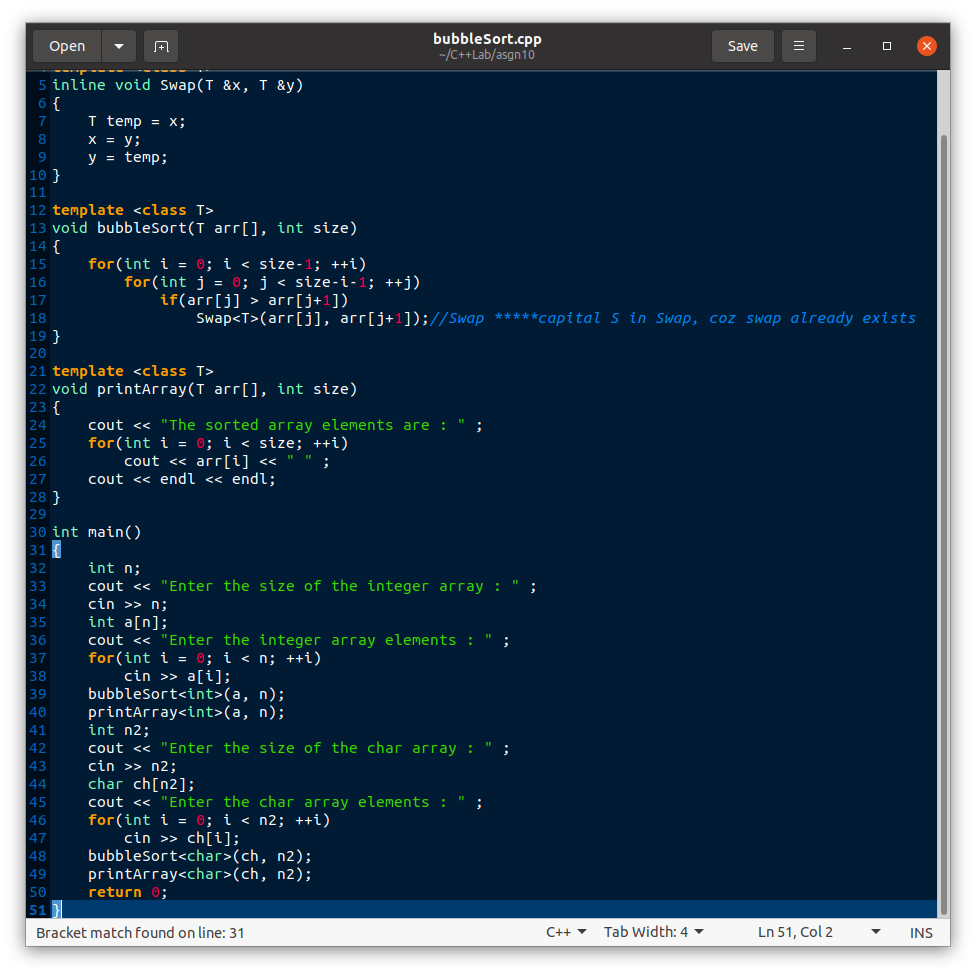 Open
bubbleSort.cpp
~/C++Lab/asgn10
Save
5 inline void Swap(T &x, T &y)
6 {
7     T temp = x;
8     x = y;
9     y = temp;
10 }
11
12 template <class T>
13 void bubbleSort(T arr[], int size)
14 {
15     for(int i = 0; i < size-1; ++i)
16         for(int j = 0; j < size-i-1; ++j)
17             if(arr[j] > arr[j+1])
18                 Swap<T>(arr[j], arr[j+1]);//Swap *****capital S in Swap, coz swap already exists
19 }
20
21 template <class T>
22 void printArray(T arr[], int size)
23 {
24     cout << "The sorted array elements are : " ;
25     for(int i = 0; i < size; ++i)
26         cout << arr[i] << " " ;
27     cout << endl << endl;
28 }
29
30 int main()
31 {
32     int n;
33     cout << "Enter the size of the integer array : " ;
34     cin >> n;
35     int a[n];
36     cout << "Enter the integer array elements : " ;
37     for(int i = 0; i < n; ++i)
38         cin >> a[i];
39     bubbleSort<int>(a, n);
40     printArray<int>(a, n);
41     int n2;
42     cout << "Enter the size of the char array : " ;
43     cin >> n2;
44     char ch[n2];
45     cout << "Enter the char array elements : " ;
46     for(int i = 0; i < n2; ++i)
47         cin >> ch[i];
48     bubbleSort<char>(ch, n2);
49     printArray<char>(ch, n2);
50     return 0;
51 }
Bracket match found on line: 31 C++ Tab Width: 4 Ln 51, Col 2 INS